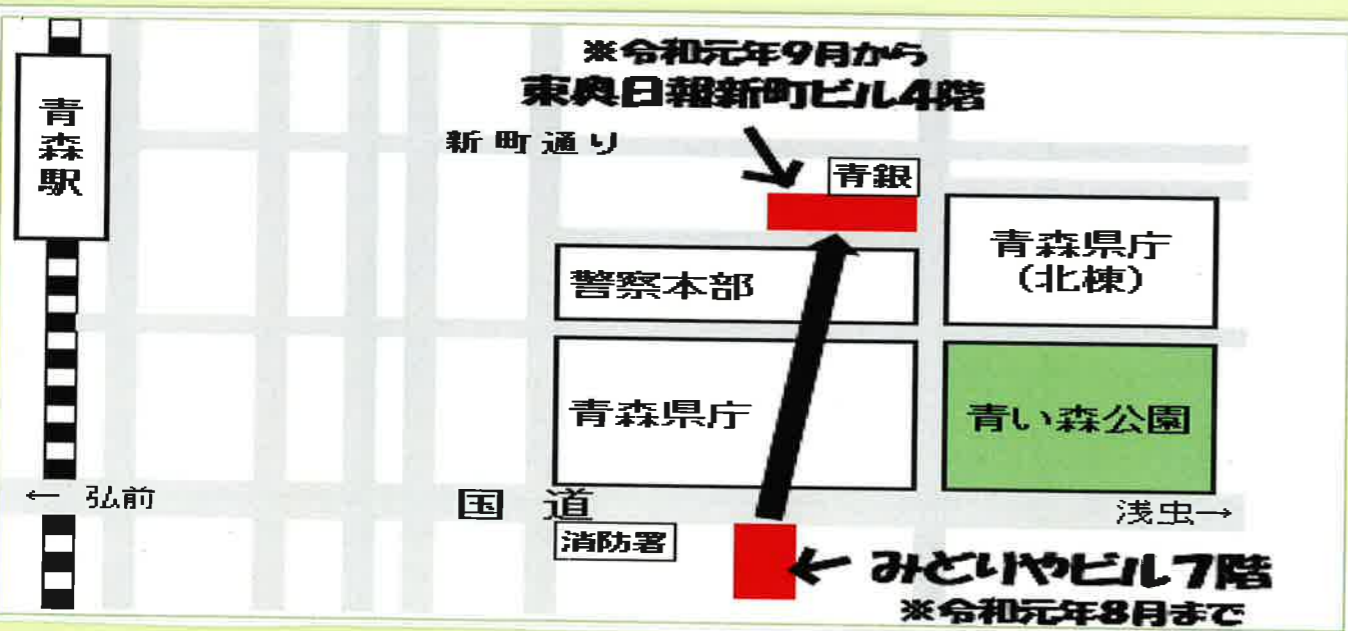 ※令和元年9月から
東奥日報新町ビル4階
青森駅
新町通り
青銀
青森県庁
(北棟)
警察本部
青森県庁
青い森公園
← 弘前
国道
浅虫→
消防署
みどりやビル7階
※令和元年8月まで